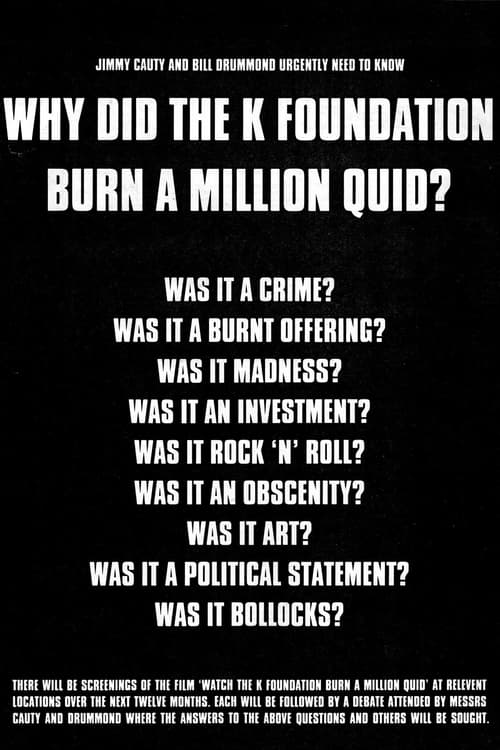 JIMMY CAUTY AND BILL DRUMMOND URGENTLY NEED TO KNOW
WHY DID THE K FOUNDATION
BURN A MILLION QUID?
WAS IT A CRIME?
WAS IT A BURNT OFFERING?
WAS IT MADNESS?
WAS IT AN INVESTMENT?
WAS IT ROCK ‘N’ ROLL?
WAS IT AN OBSCENITY?
WAS IT ART?
WAS IT A POLITICAL STATEMENT?
WAS IT BOLLOCKS?
THERE WILL BE SCREENINGS OF THE FILM ‘WATCH THE K FOUNDATION BURN A MILLION QUID’ AT RELEVENT
LOCATIONS OVER THE NEXT TWELVE MONTHS. EACH WILL BE FOLLOWED BY A DEBATE ATTENDED BY MESSRS
CAUTY AND DRUMMOND WHERE THE ANSWERS TO THE ABOVE QUESTIONS AND OTHERS WILL BE SOUGHT.